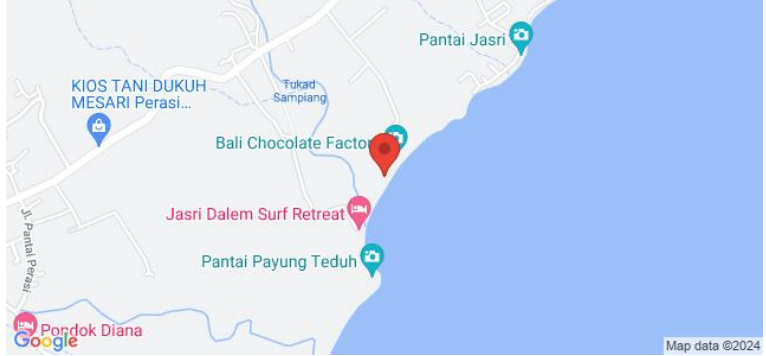 Pantai Jasri
KIOS TANI DUKUH
MESARI Perasi...
Tukad
Sampiang
Bali Chocolate Factor
Jasri Dalem Surf Retreat
Jl. Pantai Perasi
Pantai Payung Teduh
Pondok Diana
Google
Map data ©2024